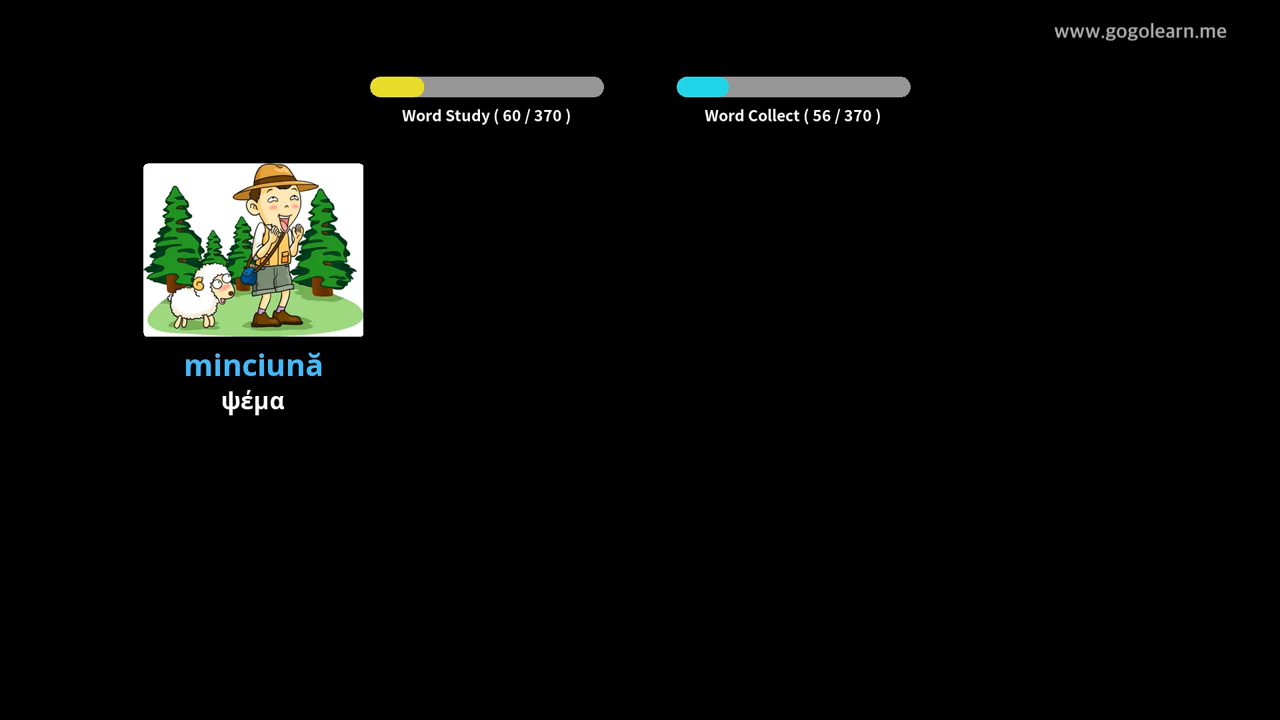 www.gogolearn.me
Word Study ( 60 / 370 )
Word Collect ( 56 / 370 )
minciună
ψέμα